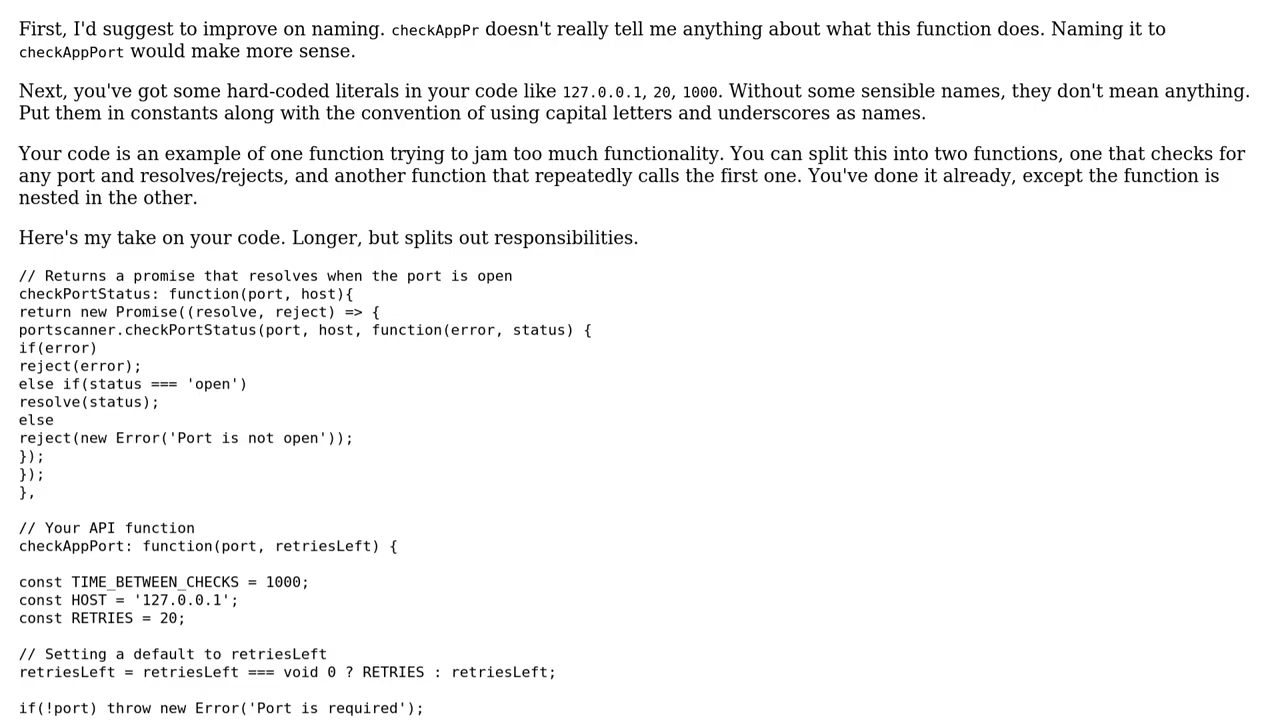 First, I'd suggest to improve on naming. checkAppPr doesn't really tell me anything about what this function does. Naming it to
checkAppPort would make more sense.
Next, you've got some hard-coded literals in your code like 127.0.0.1, 20, 1000. Without some sensible names, they don't mean anything.
Put them in constants along with the convention of using capital letters and underscores as names.
Your code is an example of one function trying to jam too much functionality. You can split this into two functions, one that checks for
any port and resolves/rejects, and another function that repeatedly calls the first one. You've done it already, except the function is
nested in the other.
Here's my take on your code. Longer, but splits out responsibilities.
// Returns a promise that resolves when the port is open
checkPortStatus: function(port, host){
return new Promise((resolve, reject) => {
portscanner.checkPortStatus(port, host, function(error, status) {
if(error)
reject(error);
else if(status === 'open')
resolve(status);
else
reject(new Error('Port is not open'));
});
});
},
// Your API function
checkAppPort: function(port, retriesLeft) {
const TIME_BETWEEN_CHECKS = 1000;
const HOST = '127.0.0.1';
const RETRIES = 20;
// Setting a default to retriesLeft
retriesLeft = retriesLeft === void 0 ? RETRIES : retriesLeft;
if(!port) throw new Error('Port is required');